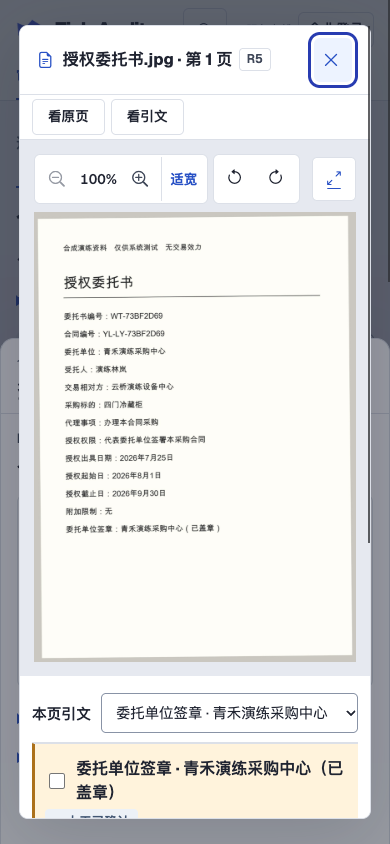 授权委托书.jpg · 第 1 页 R5
看原页 看引文
100% 适宽
合成演练资料 仅供系统测试 无交易效力
授权委托书
委托书编号：WT-73BF2D69
合同编号：YL-LY-73BF2D69
委托单位：青禾演练采购中心
受托人：演练林岚
交易相对方：云桥演练设备中心
采购标的：四门冷藏柜
代理事项：办理本合同采购
授权权限：代表委托单位签署本采购合同
授权出具日期：2026年7月25日
授权起始日：2026年8月1日
授权截止日：2026年9月30日
附加限制：无
委托单位签章：青禾演练采购中心（已盖章）
本页引文 委托单位签章 · 青禾演练采购中心
委托单位签章 · 青禾演练采购中心（已
盖章）